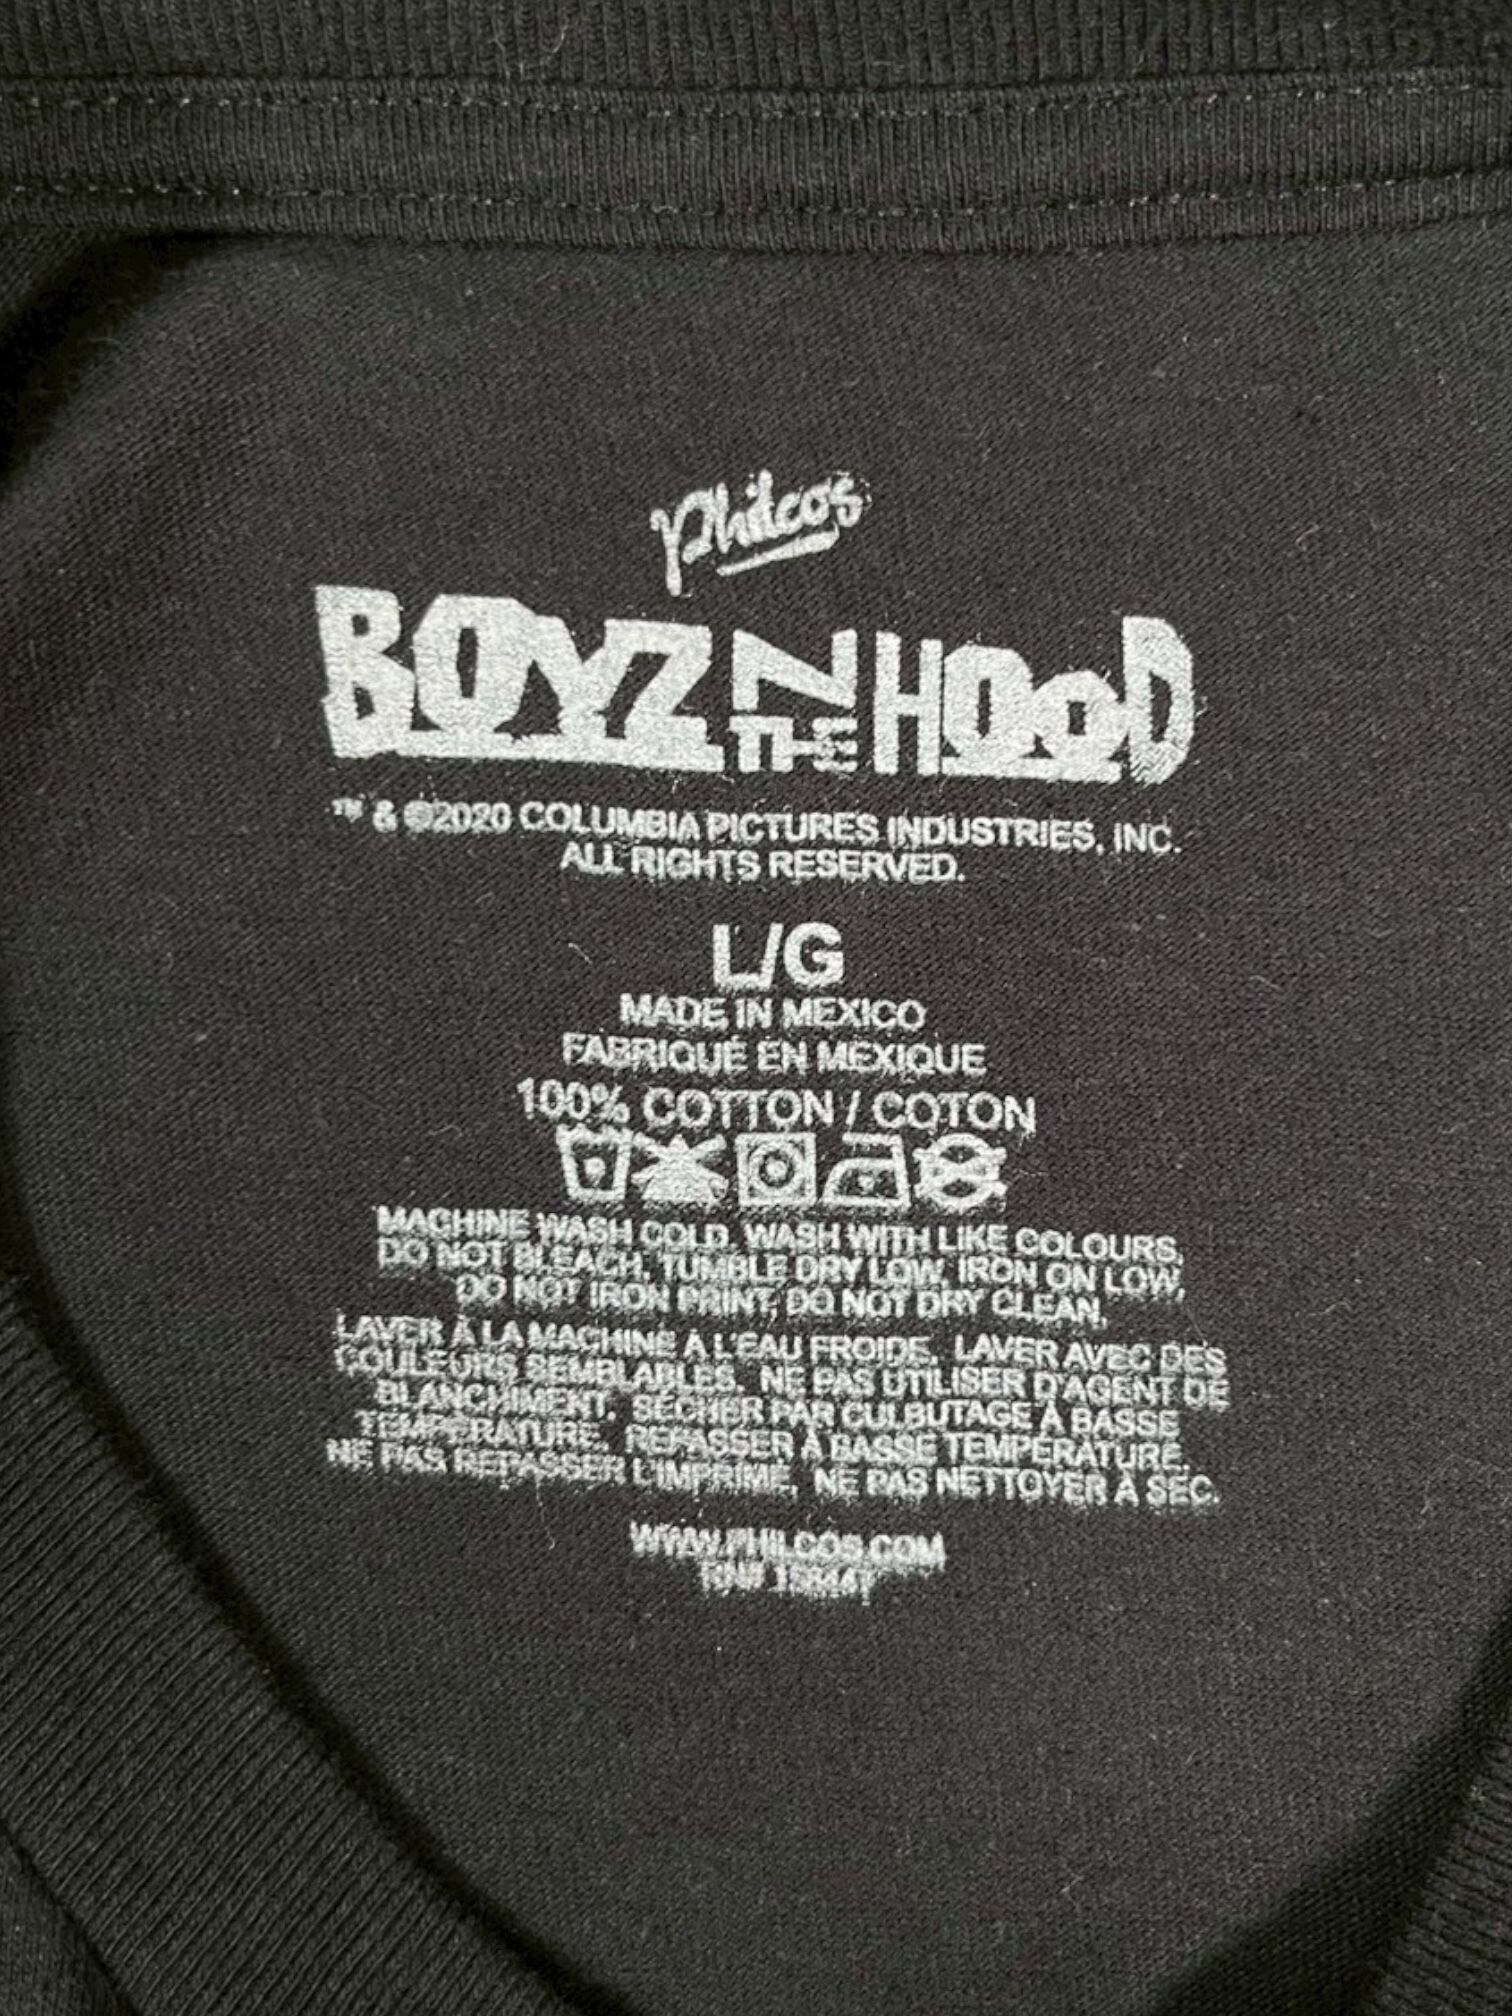 Philcos
BOYZ N THE HOOD
™ & ©2020 COLUMBIA PICTURES INDUSTRIES, INC.
ALL RIGHTS RESERVED.
L/G
MADE IN MEXICO
FABRIQUÉ EN MEXIQUE
100% COTTON / COTON
MACHINE WASH COLD, WASH WITH LIKE COLOURS,
DO NOT BLEACH, TUMBLE DRY LOW, IRON ON LOW,
DO NOT IRON PRINT, DO NOT DRY CLEAN.
LAVER À LA MACHINE À L'EAU FROIDE. LAVER AVEC DES
COULEURS SEMBLABLES. NE PAS UTILISER D'AGENT DE
BLANCHIMENT. SÉCHER PAR CULBUTAGE À BASSE
TEMPÉRATURE. REPASSER À BASSE TEMPÉRATURE.
NE PAS REPASSER L'IMPRIMÉ. NE PAS NETTOYER À SEC.
WWW.PHILCOS.COM
RN#